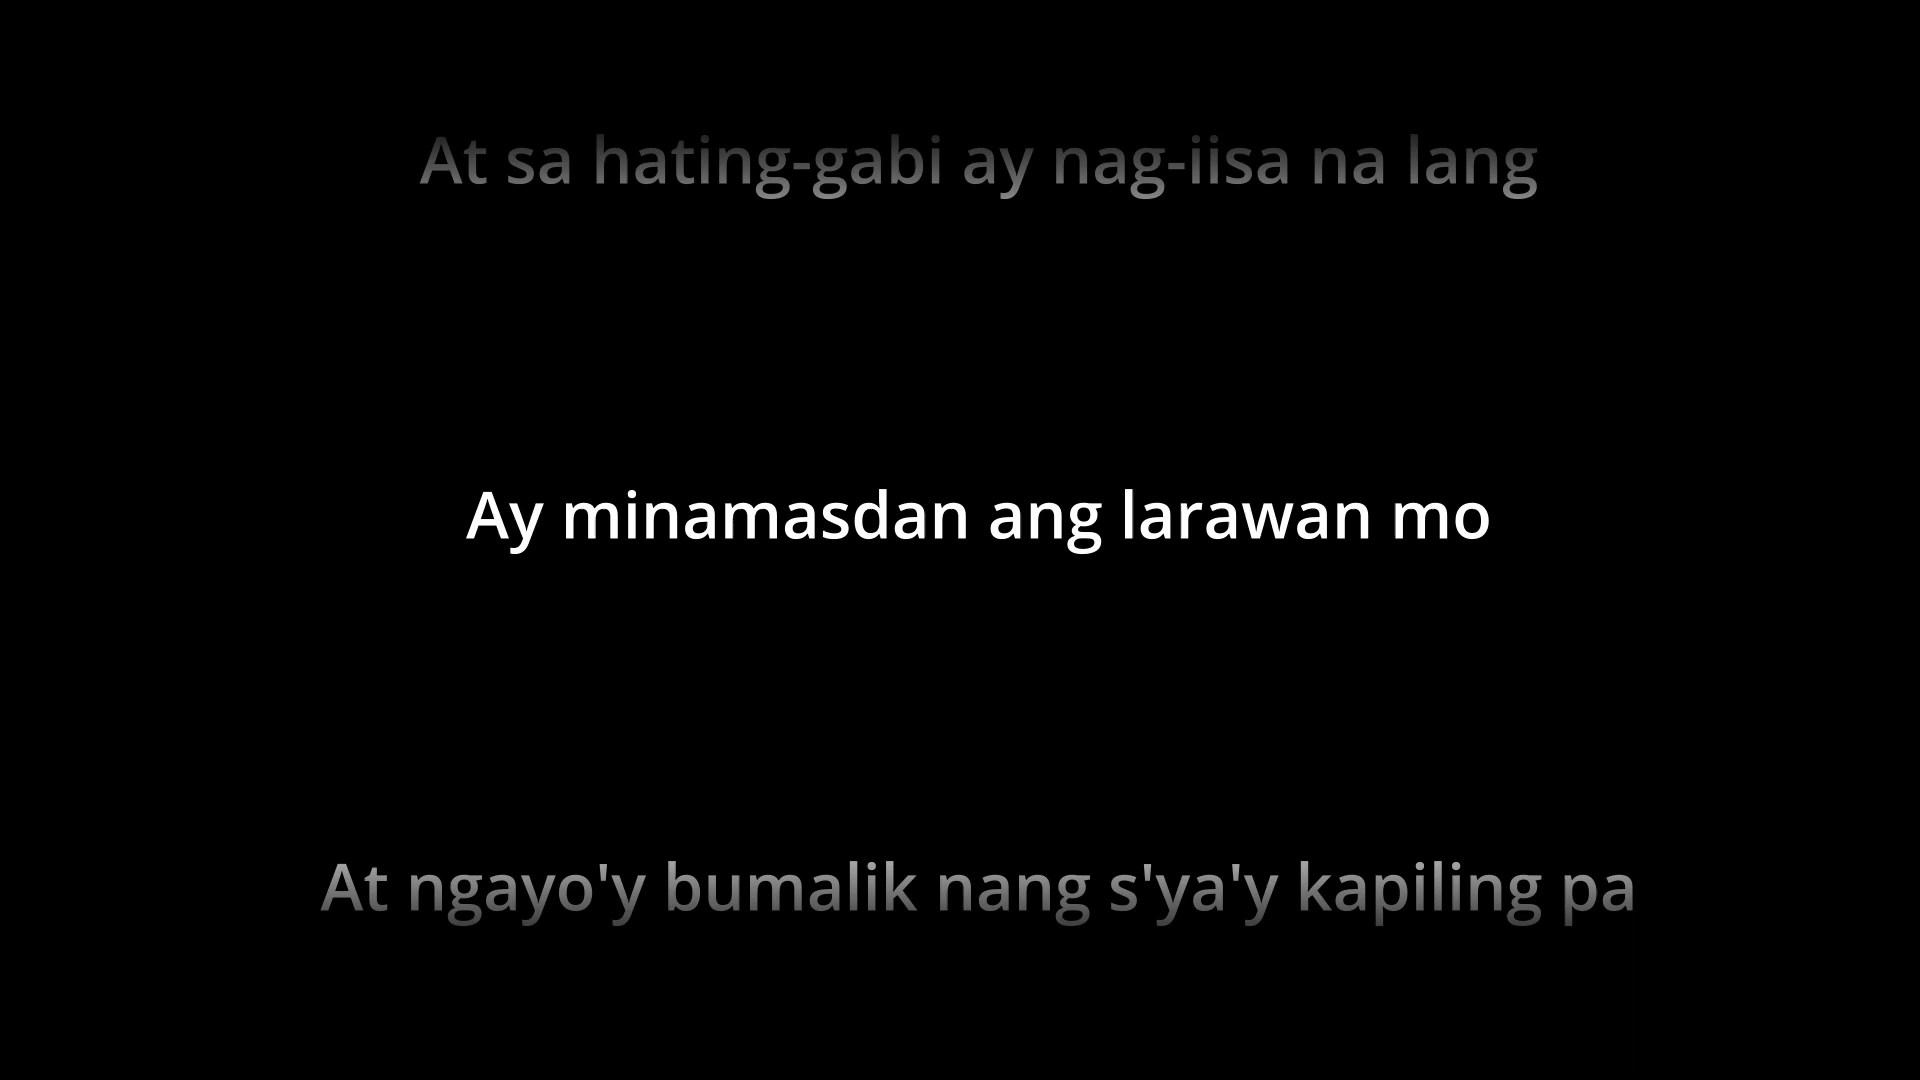 At sa hating-gabi ay nag-iisa na lang
Ay minamasdan ang larawan mo
At ngayo'y bumalik nang s'ya'y kapiling pa